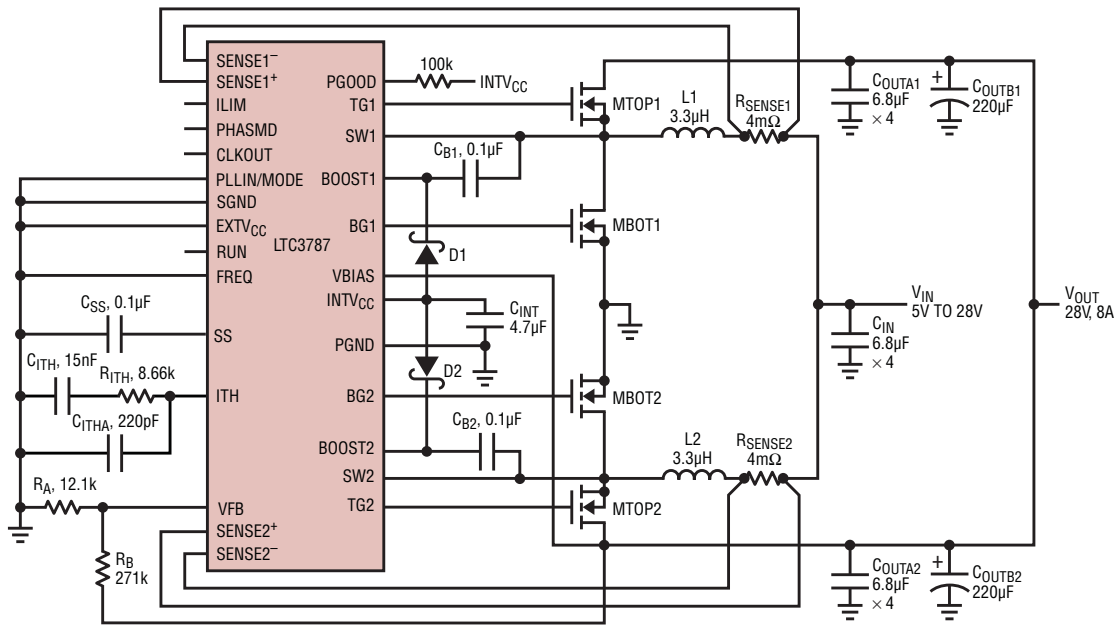 SENSE1–
SENSE1+
ILIM
PHASMD
CLKOUT
PLLIN/MODE
SGND
EXTVCC
RUN
FREQ
SS
ITH
VFB
SENSE2+
SENSE2–
LTC3787
PGOOD
TG1
SW1
BOOST1
BG1
VBIAS
INTVCC
PGND
BG2
BOOST2
SW2
TG2
100k
INTVCC
CB1, 0.1µF
D1
CINT
4.7µF
D2
CB2, 0.1µF
MTOP1
MBOT1
MBOT2
MTOP2
L1
3.3µH
RSENSE1
4mΩ
L2
3.3µH
RSENSE2
4mΩ
COUTA1
6.8µF
× 4
+
COUTB1
220µF
VIN
5V TO 28V
CIN
6.8µF
× 4
VOUT
28V, 8A
COUTA2
6.8µF
× 4
+
COUTB2
220µF
CSS, 0.1µF
CITH, 15nF
RITH, 8.66k
CITHA, 220pF
RA, 12.1k
RB
271k